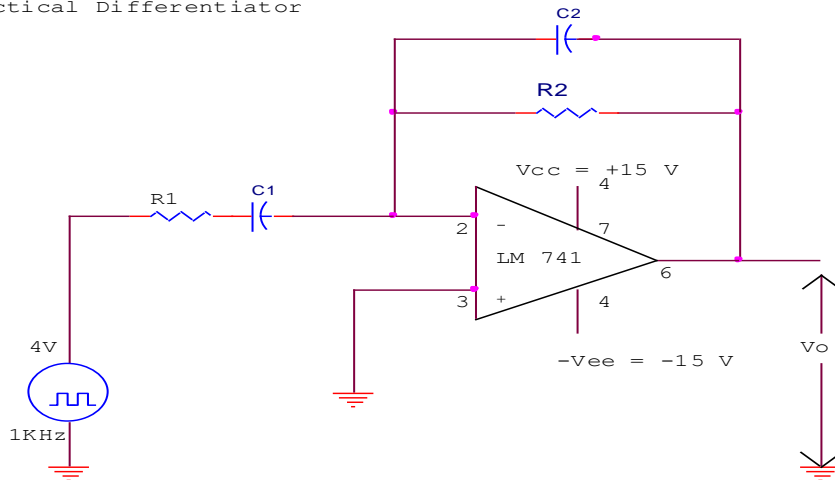 ctical Differentiator
C2
R2
Vcc = +15 V
4
R1
C1
7
2
-
LM 741
6
3
+
4
4V
Vo
-Vee = -15 V
1KHz